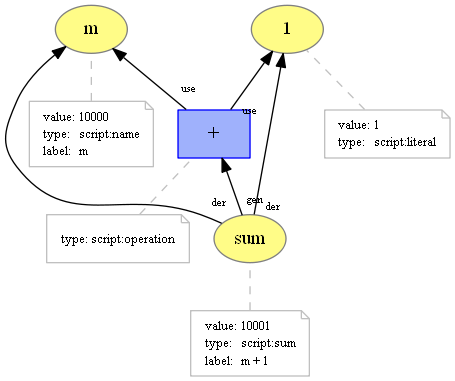 m
1
use
value: 10000
type: script:name
label: m
use
+
value: 1
type: script:literal
der
gen
der
type: script:operation
sum
value: 10001
type: script:sum
label: m + 1